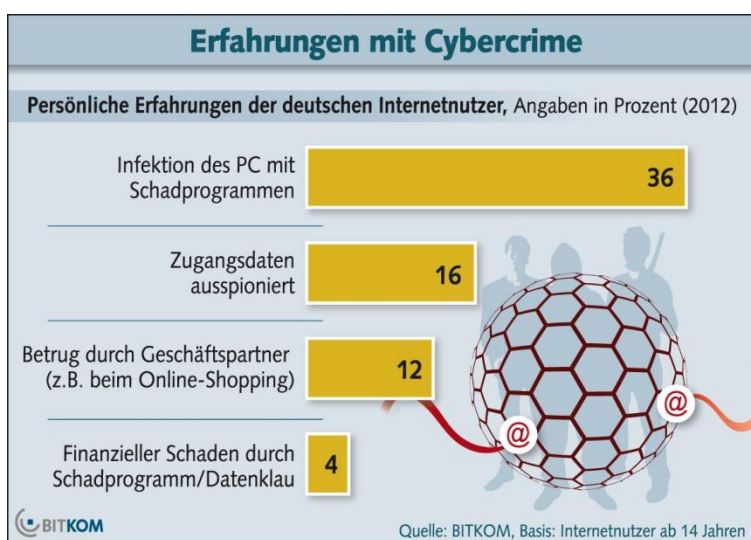 Erfahrungen mit Cybercrime
Persönliche Erfahrungen der deutschen Internetnutzer, Angaben in Prozent (2012)
Infektion des PC mit
Schadprogrammen
36
Zugangsdaten
ausspioniert
16
Betrug durch Geschäftspartner
(z.B. beim Online-Shopping)
12
Finanzieller Schaden durch
Schadprogramm/Datenklau
4
@
@
BITKOM
Quelle: BITKOM, Basis: Internetnutzer ab 14 Jahren